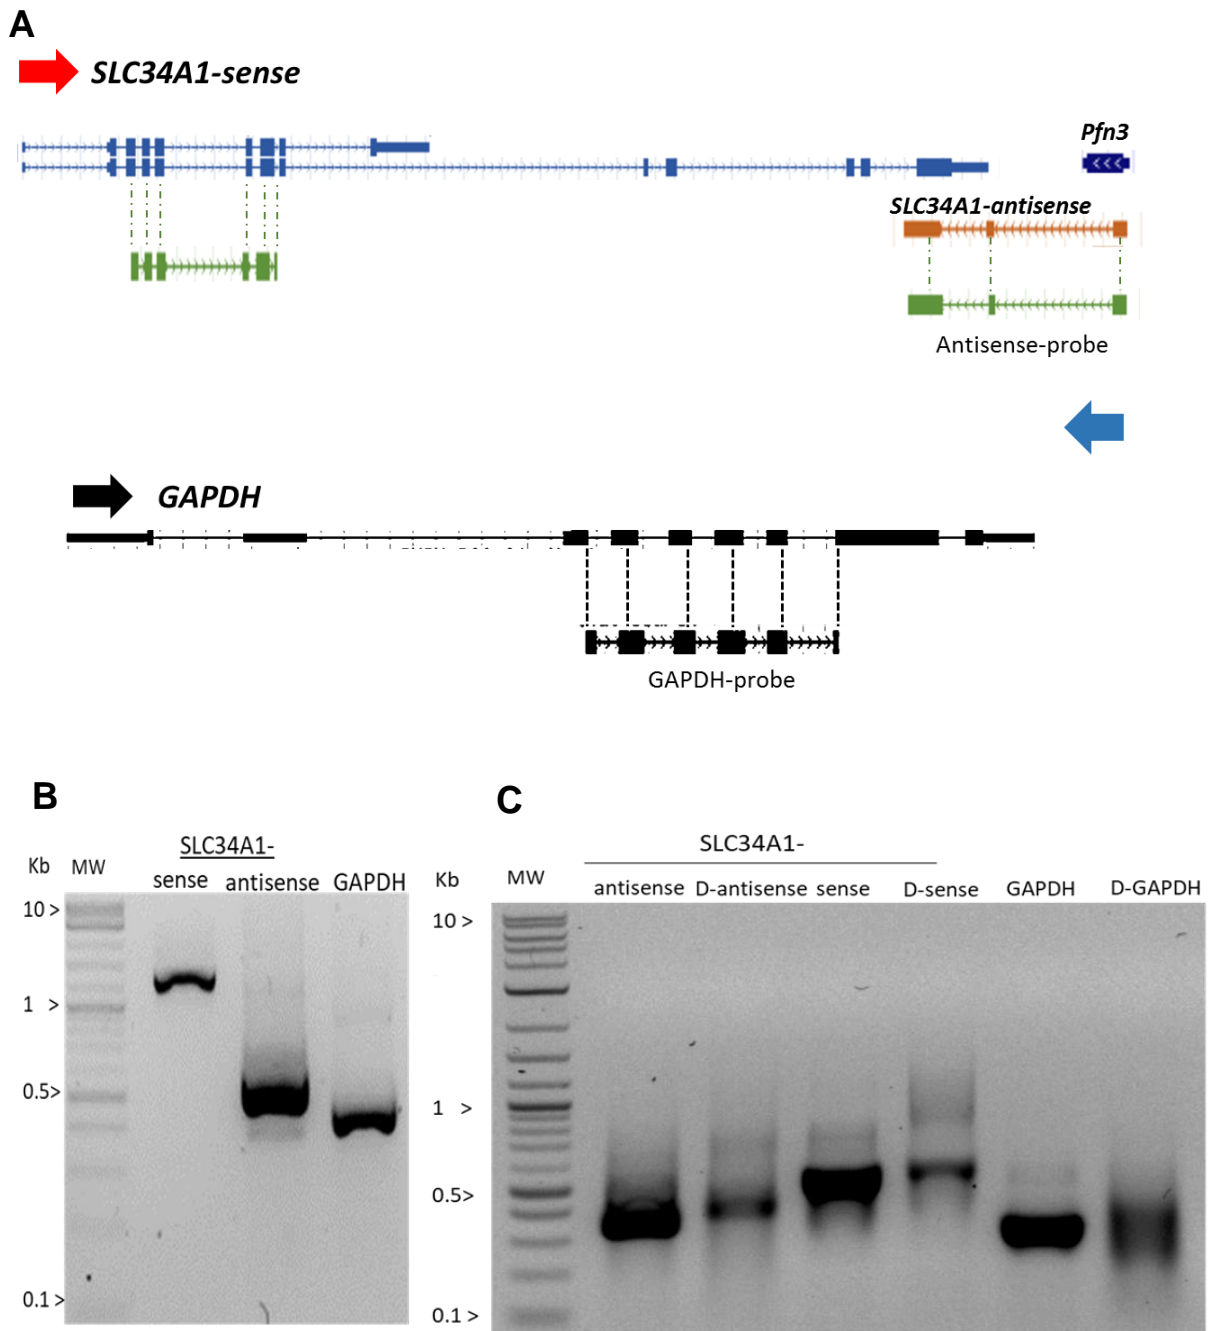 A
SLC34A1-sense
Pfn3
SLC34A1-antisense
Antisense-probe
GAPDH
GAPDH-probe
B
SLC34A1-
Kb MW sense antisense GAPDH
10 >
1 >
0.5>
0.1 >
C
SLC34A1-
Kb MW antisense D-antisense sense D-sense GAPDH D-GAPDH
10 >
1 >
0.5>
0.1 >